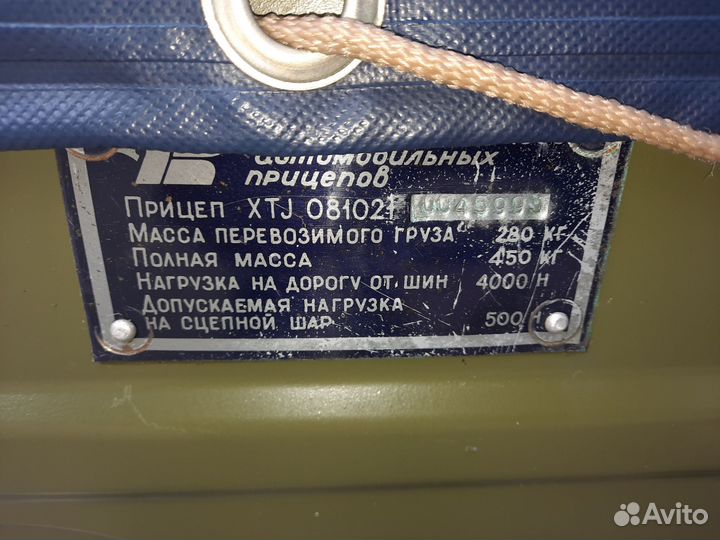 автомобильных
прицепов
ПРИЦЕП XTJ 08102
МАССА ПЕРЕВОЗИМОГО ГРУЗА 280 КГ
ПОЛНАЯ МАССА 450 КГ
НАГРУЗКА НА ДОРОГУ ОТ ШИН 4000 Н
ДОПУСКАЕМАЯ НАГРУЗКА
НА СЦЕПНОЙ ШАР 500 Н
Avito